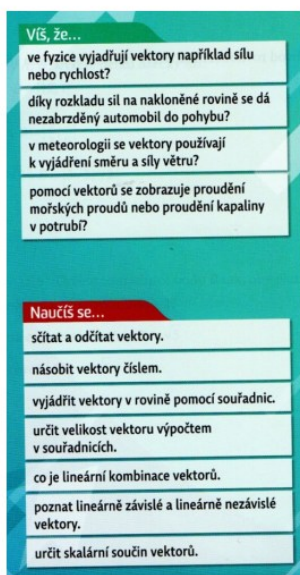 Víš, že...
ve fyzice vyjadřují vektory například sílu
nebo rychlost?
díky rozkladu sil na nakloněné rovině se dá
nezabrzděný automobil do pohybu?
v meteorologii se vektory používají
k vyjádření směru a síly větru?
pomocí vektorů se zobrazuje proudění
mořských proudů nebo proudění kapaliny
v potrubí?
Naučíš se...
sčítat a odčítat vektory.
násobit vektory číslem.
vyjádřit vektory v rovině pomocí souřadnic.
určit velikost vektoru výpočtem
v souřadnicích.
co je lineární kombinace vektorů.
poznat lineárně závislé a lineárně nezávislé
vektory.
určit skalární součin vektorů.